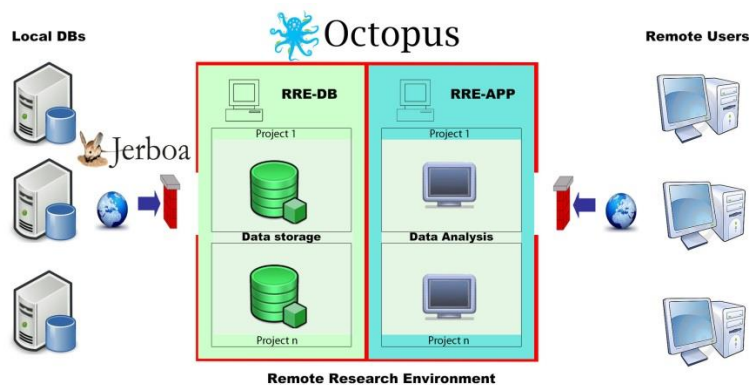 Local DBs
Octopus
Remote Users
RRE-DB
RRE-APP
Project 1
Project 1
Jerboa
Data storage
Data Analysis
Project n
Project n
Remote Research Environment